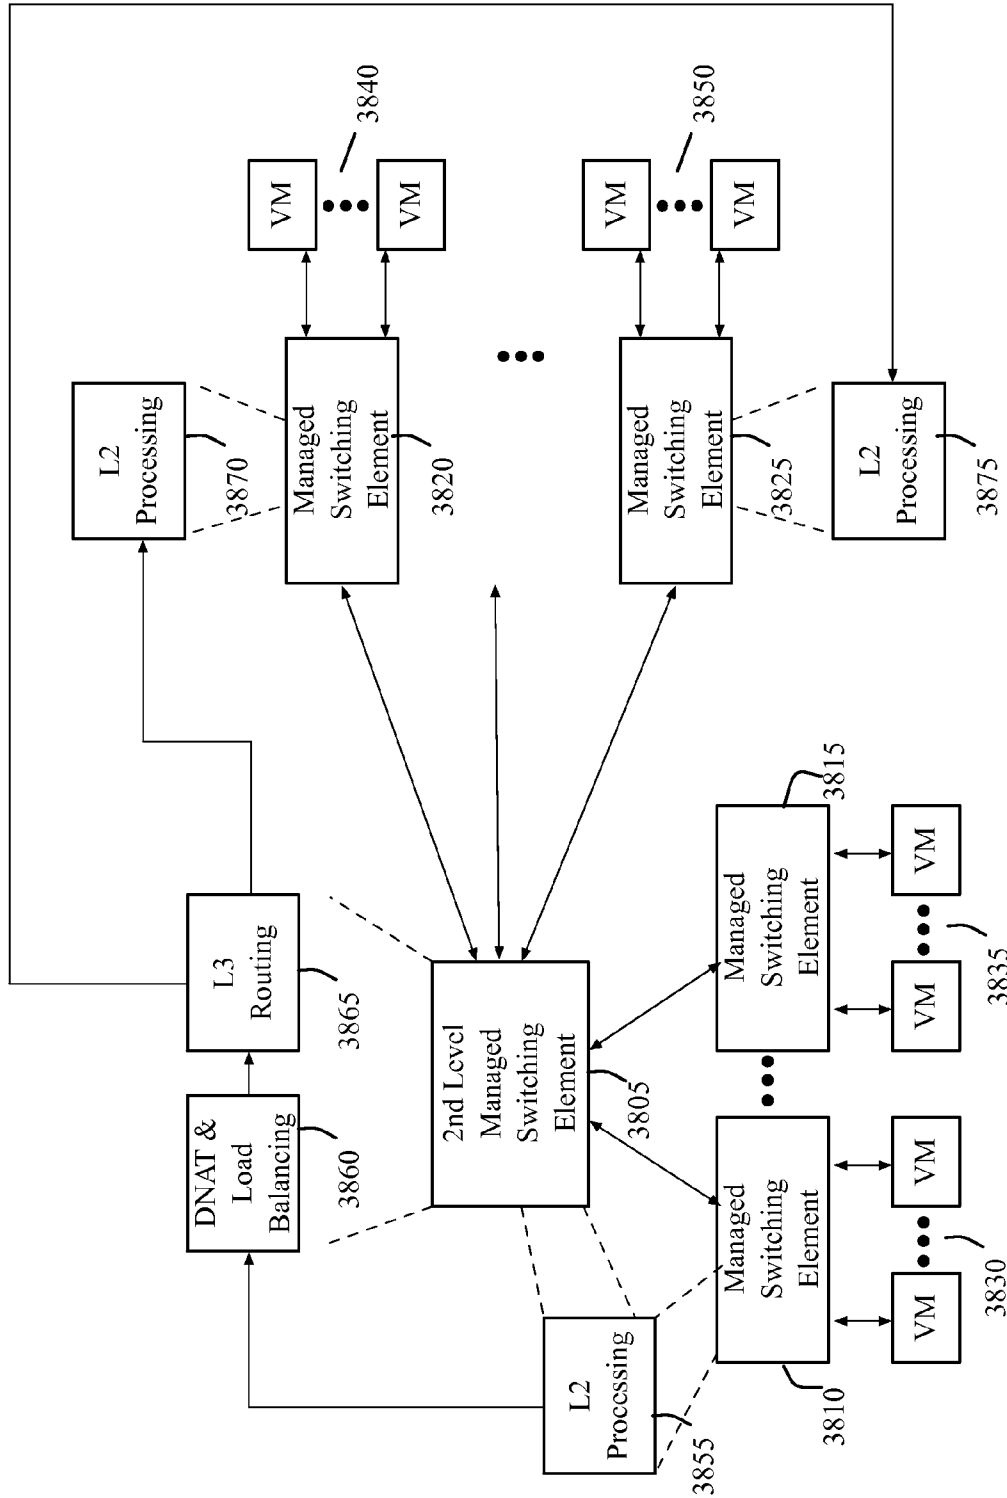 L2
Processing
3855
DNAT &
Load
Balancing
3860
L3
Routing
3865
L2
Processing
3870
2nd Level
Managed
Switching
Element
3805
Managed
Switching
Element
3820
VM
VM
3840
Managed
Switching
Element
3825
VM
VM
3850
L2
Processing
3875
Managed
Switching
Element
3810
VM
VM
3830
Managed
Switching
Element
3815
VM
VM
3835